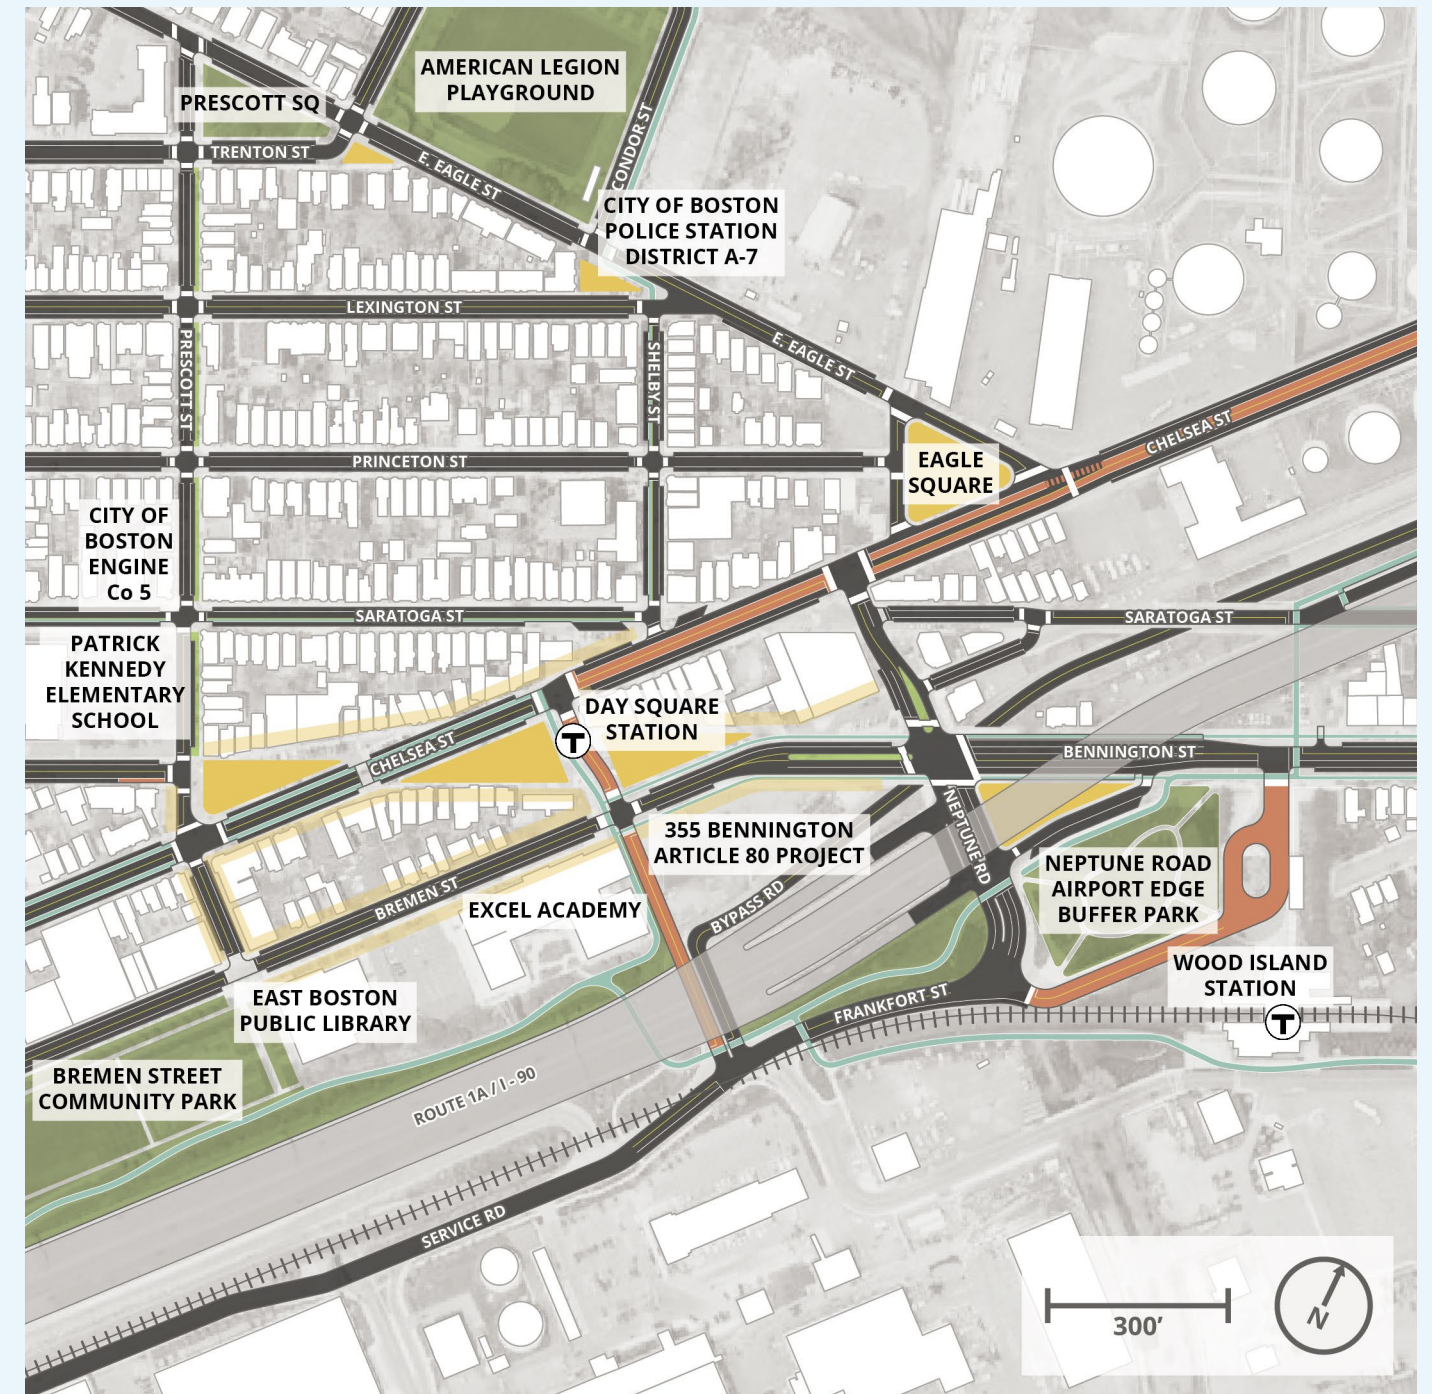 AMERICAN LEGION
PLAYGROUND
PRESCOTT SQ
TRENTON ST
E. EAGLE ST
CONDOR ST
CITY OF BOSTON
POLICE STATION
DISTRICT A-7
LEXINGTON ST
PRESCOTT ST
SHELBY ST
E. EAGLE ST
CHELSEA ST
PRINCETON ST
EAGLE
SQUARE
CITY OF
BOSTON
ENGINE
Co 5
SARATOGA ST
SARATOGA ST
PATRICK
KENNEDY
ELEMENTARY
SCHOOL
DAY SQUARE
STATION
T
CHELSEA ST
BENNINGTON ST
NEPTUNE RD
355 BENNINGTON
ARTICLE 80 PROJECT
NEPTUNE ROAD
AIRPORT EDGE
BUFFER PARK
BREMEN ST
EXCEL ACADEMY
BYPASS RD
WOOD ISLAND
STATION
T
EAST BOSTON
PUBLIC LIBRARY
FRANKFORT ST
BREMEN STREET
COMMUNITY PARK
ROUTE 1A / I - 90
SERVICE RD
300'
N